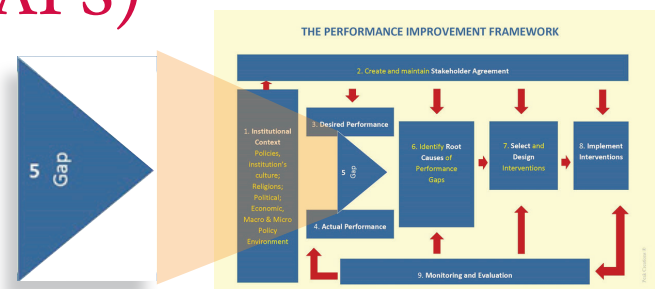 APS)
5
Gap
THE PERFORMANCE IMPROVEMENT FRAMEWORK
2. Create and maintain Stakeholder Agreement
1. Institutional
Context
Policies,
Institution's
culture;
Religions;
Political;
Economic,
Macro & Micro
Policy
Environment
3. Desired Performance
5
Gap
4. Actual Performance
6. Identify Root
Causes of
Performance
Gaps
7. Select and
Design
Interventions
8. Implement
Interventions
9. Monitoring and Evaluation